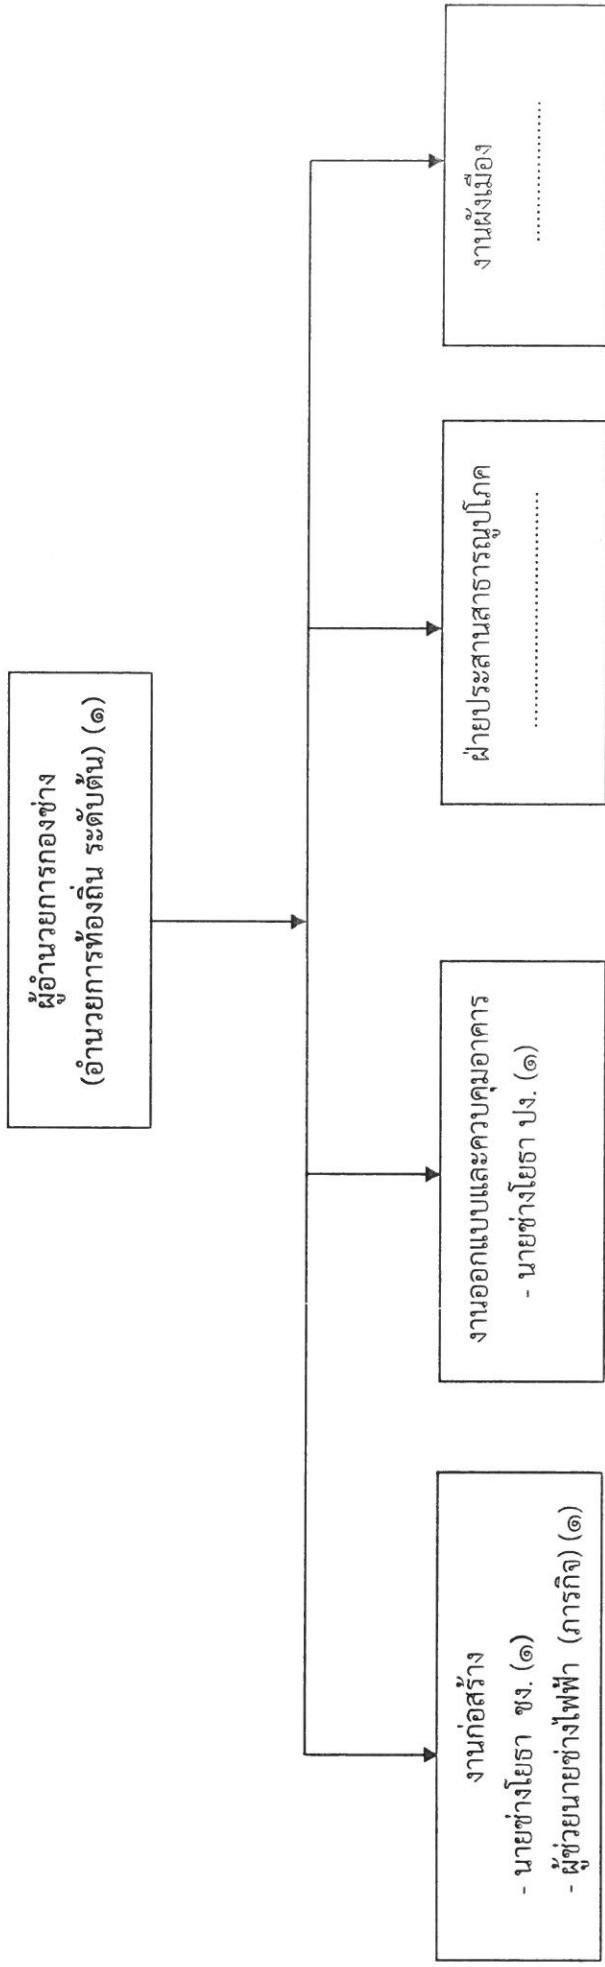 ผู้อำนวยการกองช่าง
(อำนวยการท้องถิ่น ระดับต้น) (๑)
งานก่อสร้าง
- นายช่างโยธา ชง. (๑)
- ผู้ช่วยนายช่างไฟฟ้า (ภารกิจ) (๑)
งานออกแบบและควบคุมอาคาร
- นายช่างโยธา ปง. (๑)
ฝ่ายประสานสาธารณูปโภค
..........................................
งานผังเมือง
.........................